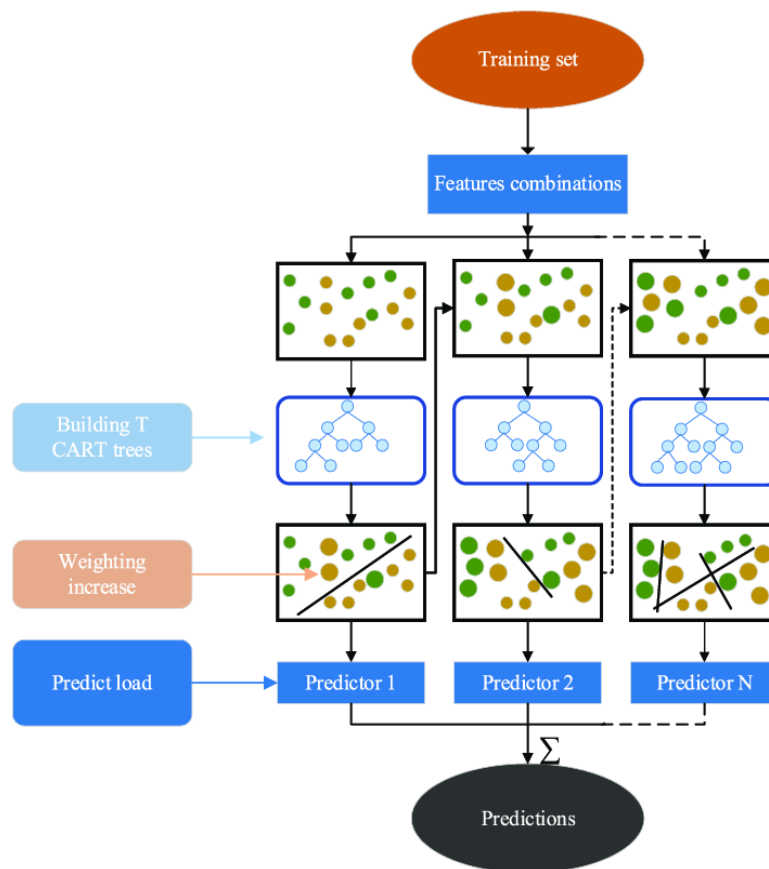 Training set
Features combinations
Building T
CART trees
Weighting
increase
Predict load
Predictor 1
Predictor 2
Predictor N
Σ
Predictions